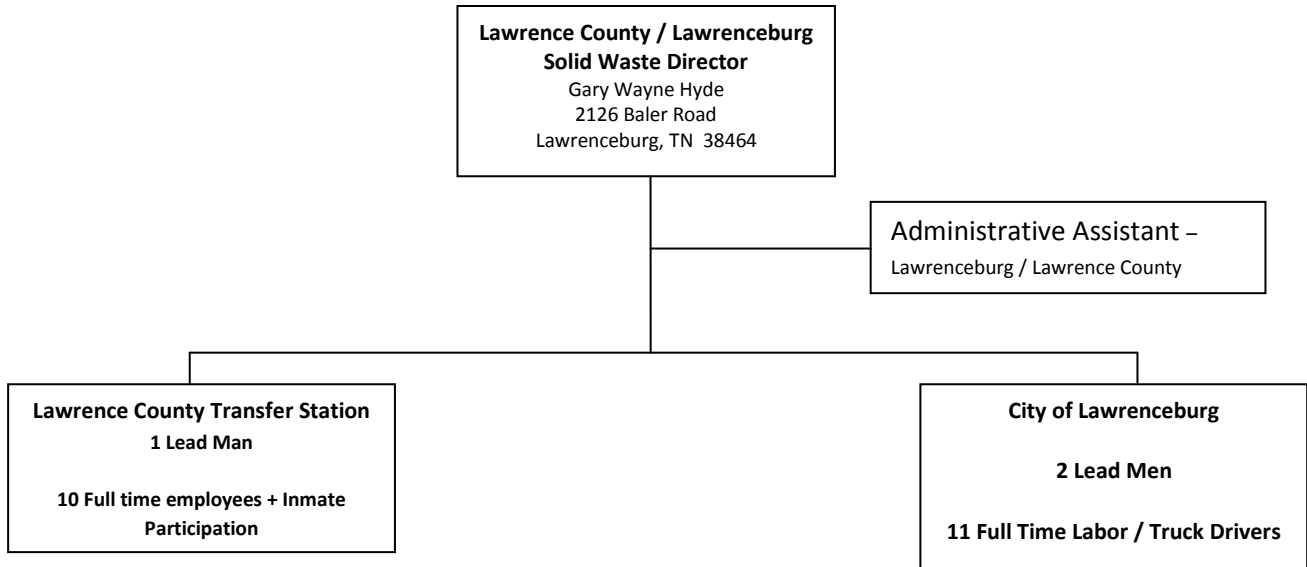 Lawrence County / Lawrenceburg
Solid Waste Director
Gary Wayne Hyde
2126 Baler Road
Lawrenceburg, TN  38464
Administrative Assistant –
Lawrenceburg / Lawrence County
Lawrence County Transfer Station
1 Lead Man
10 Full time employees + Inmate
Participation
City of Lawrenceburg
2 Lead Men
11 Full Time Labor / Truck Drivers